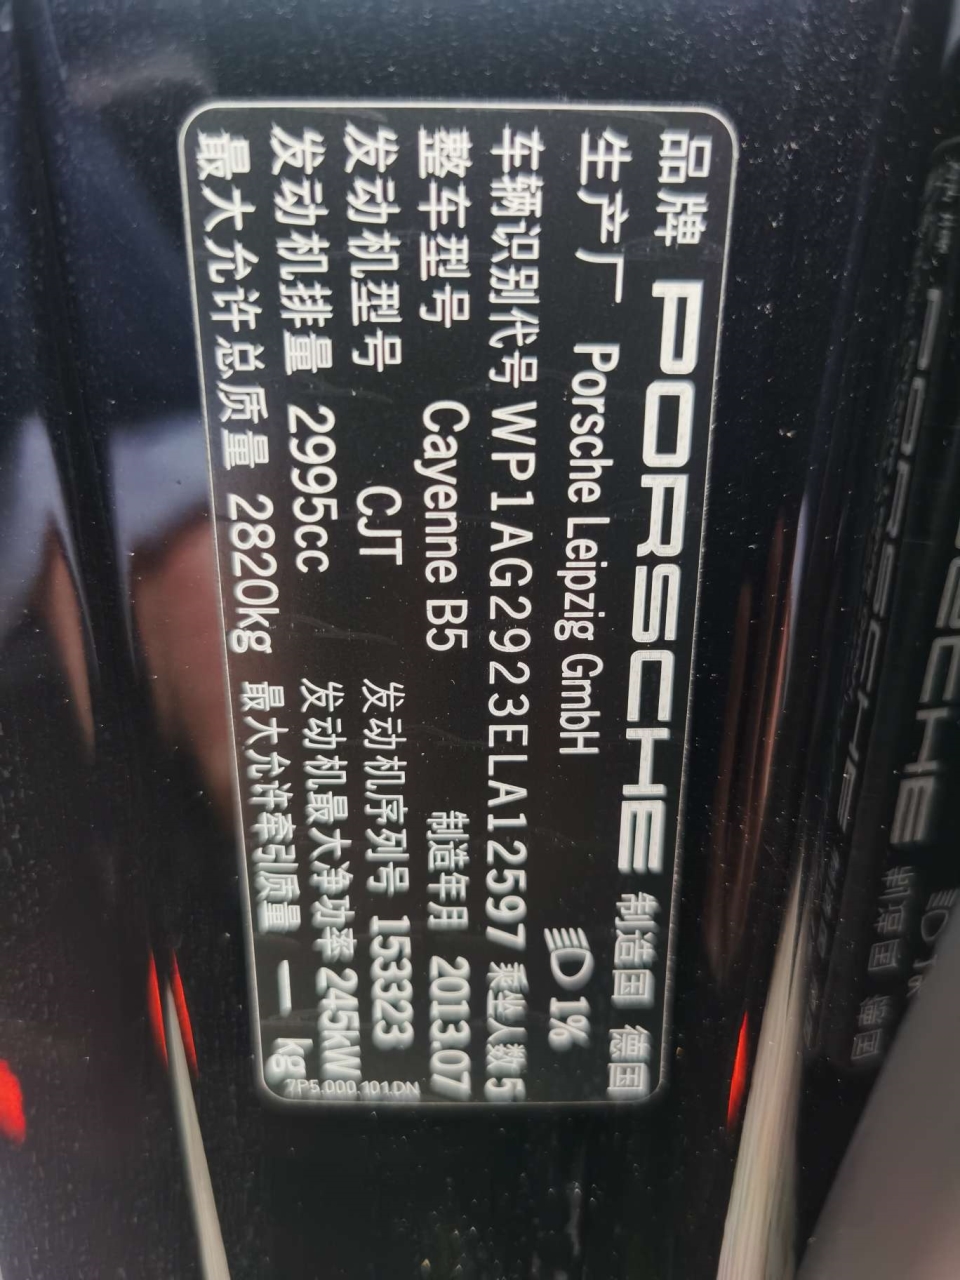 品牌 PORSCHE 制造国 德国
生产厂 Porsche Leipzig GmbH 1%
车辆识别代号 WP1AG2923ELA12597 乘坐人数 5
整车型号 Cayenne B5 制造年月 2013.07
发动机型号 CJT 发动机序列号 153323
发动机排量 2995cc 发动机最大净功率 245KW
最大允许总质量 2820kg 最大允许牵引质量 — kg
7P5.000.101.DN